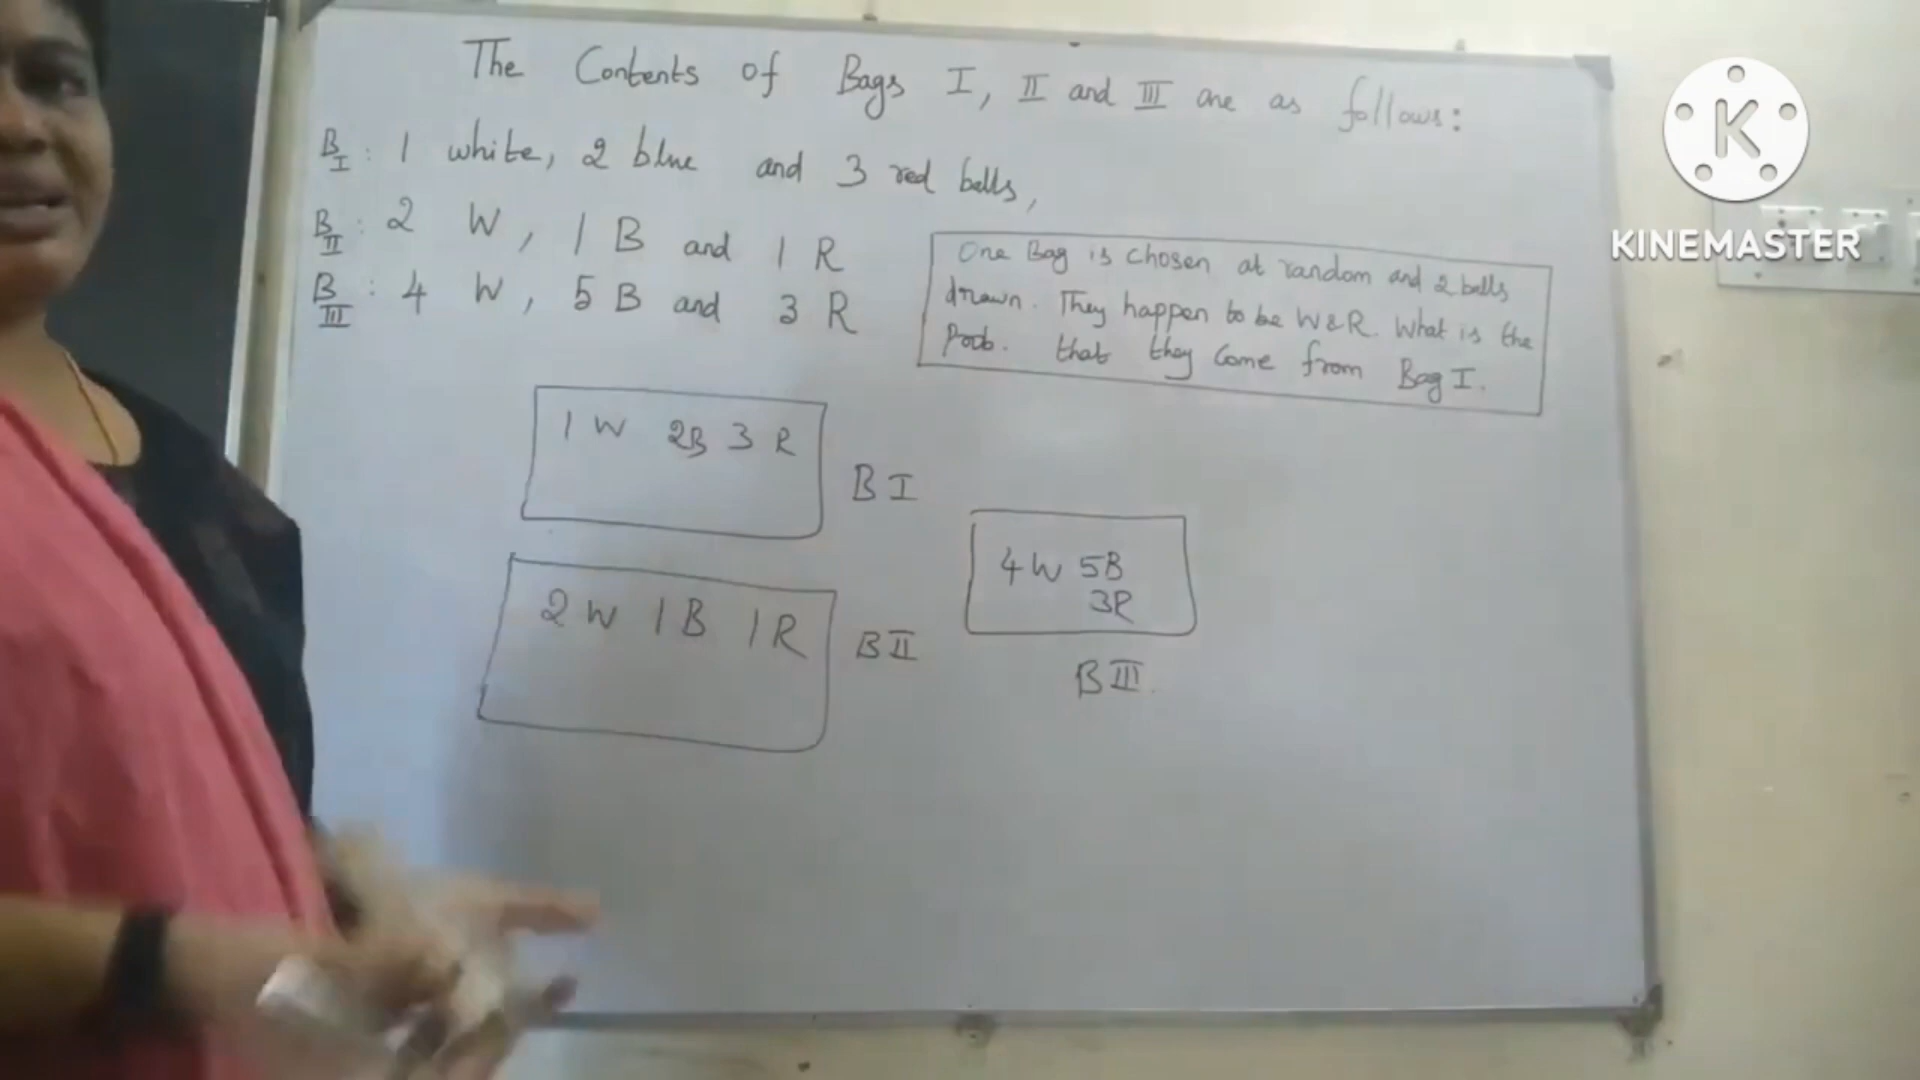 The Contents of Bags I, II and III are as follows:
B I : 1 white, 2 blue and 3 red balls,
B II : 2 W, 1 B and 1 R
B III : 4 W, 5 B and 3 R
One Bag is chosen at random and 2 balls
drawn. They happen to be W & R. What is the
Prob. that they Come from Bag I.
1 W 2B 3 R
B I
2 W 1 B 1 R
B II
4 W 5B
3R
B III.
K
KINEMASTER